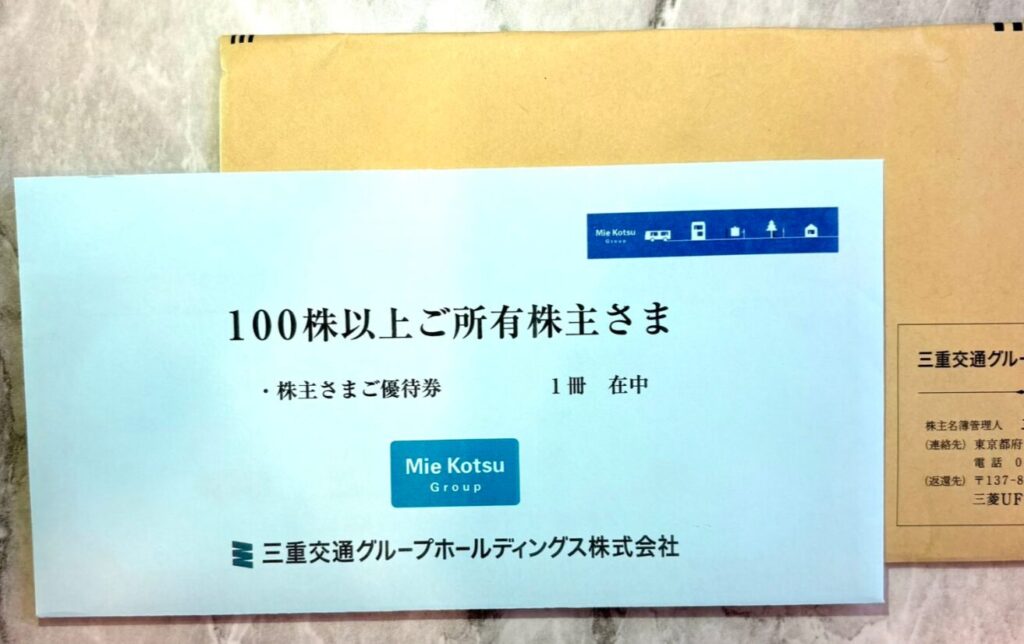 Mie Kotsu
Group
100株以上ご所有株主さま
・株主さまご優待券 1冊 在中
Mie Kotsu
Group
三重交通グループホールディングス株式会社
三重交通グル
株主名簿管理人
(連絡先) 東京都府
電話 0
(返還先) 〒137-8
三菱UF